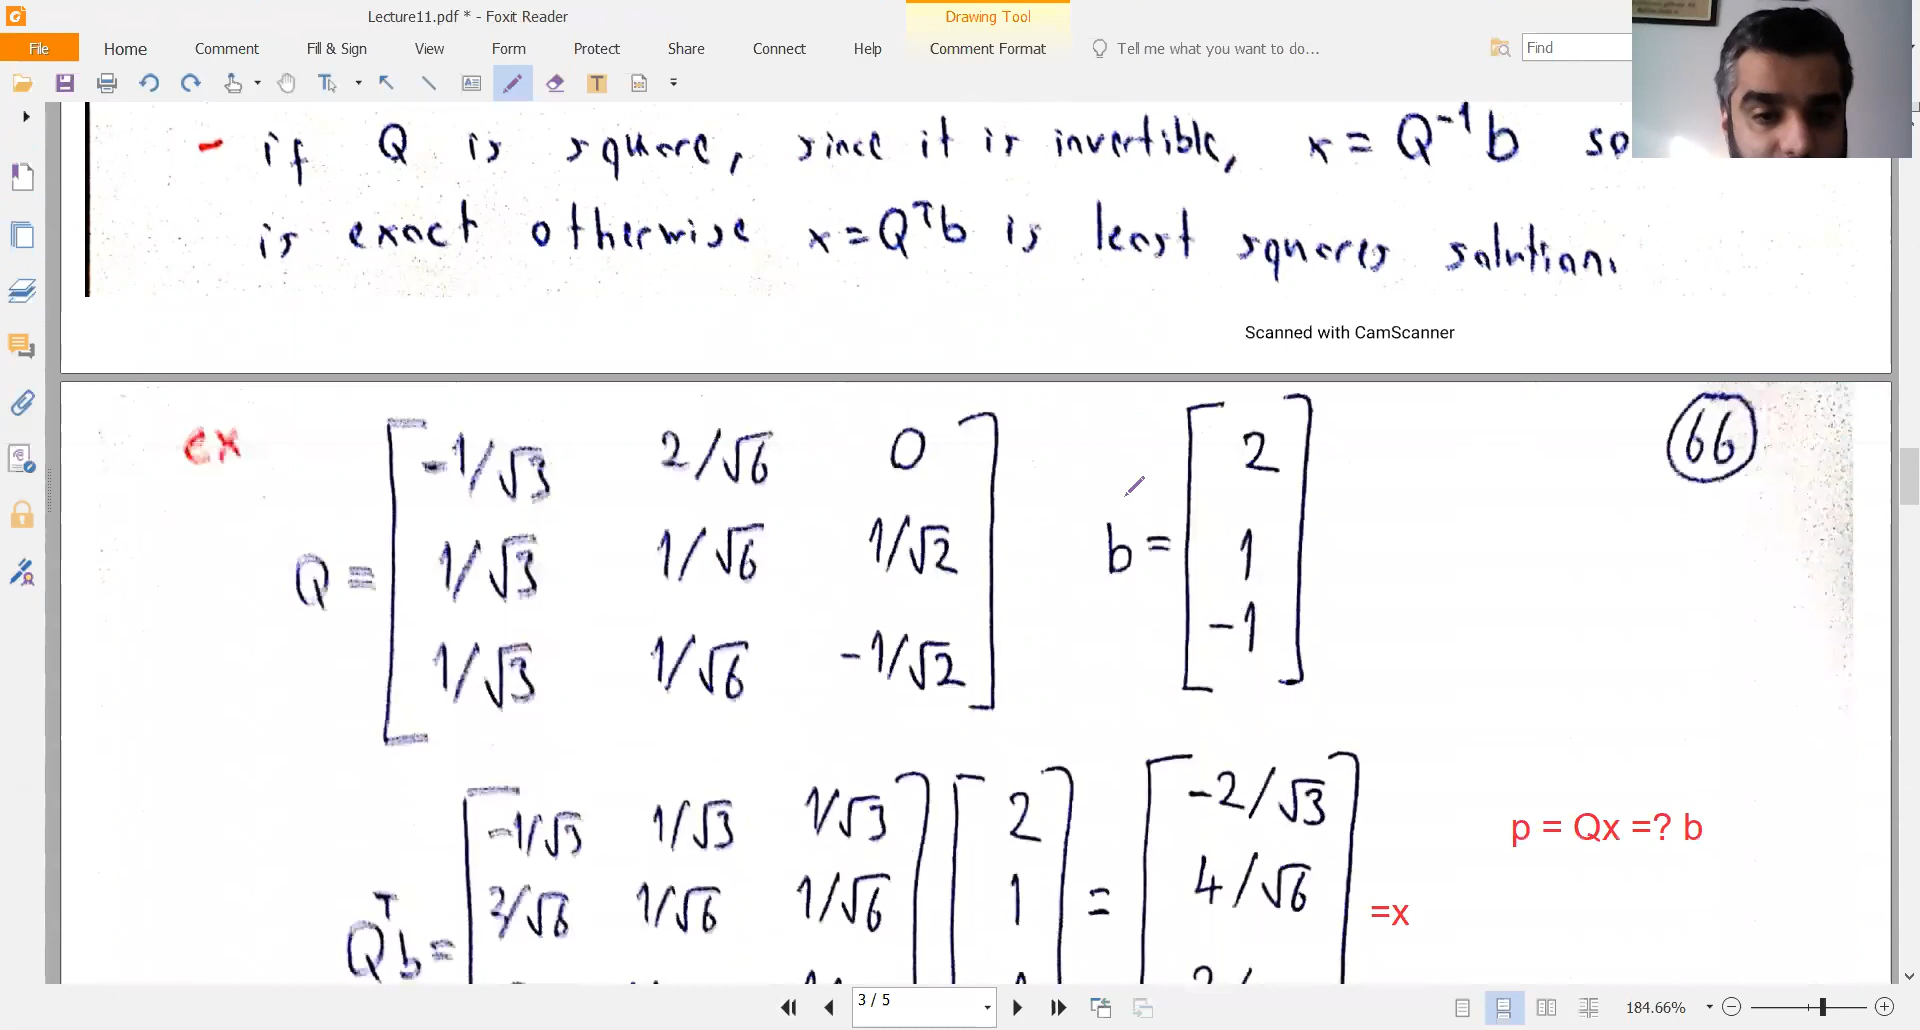 Lecture11.pdf * - Foxit Reader
Drawing Tool
File Home Comment Fill & Sign View Form Protect Share Connect Help Comment Format Tell me what you want to do... Find
- if Q is square, since it is invertible, x = Q⁻¹b so
is exact otherwise x = Qᵀb is least squares solution.
Scanned with CamScanner
ex
66
Q = [ -1/√3 2/√6 0
1/√3 1/√6 1/√2
1/√3 1/√6 -1/√2 ]
b = [ 2
1
-1 ]
Qᵀb = [ -1/√3 1/√3 1/√3
2/√6 1/√6 1/√6
[ 2
1
= [ -2/√3
4/√6
=x
p = Qx =? b
3 / 5
184.66%